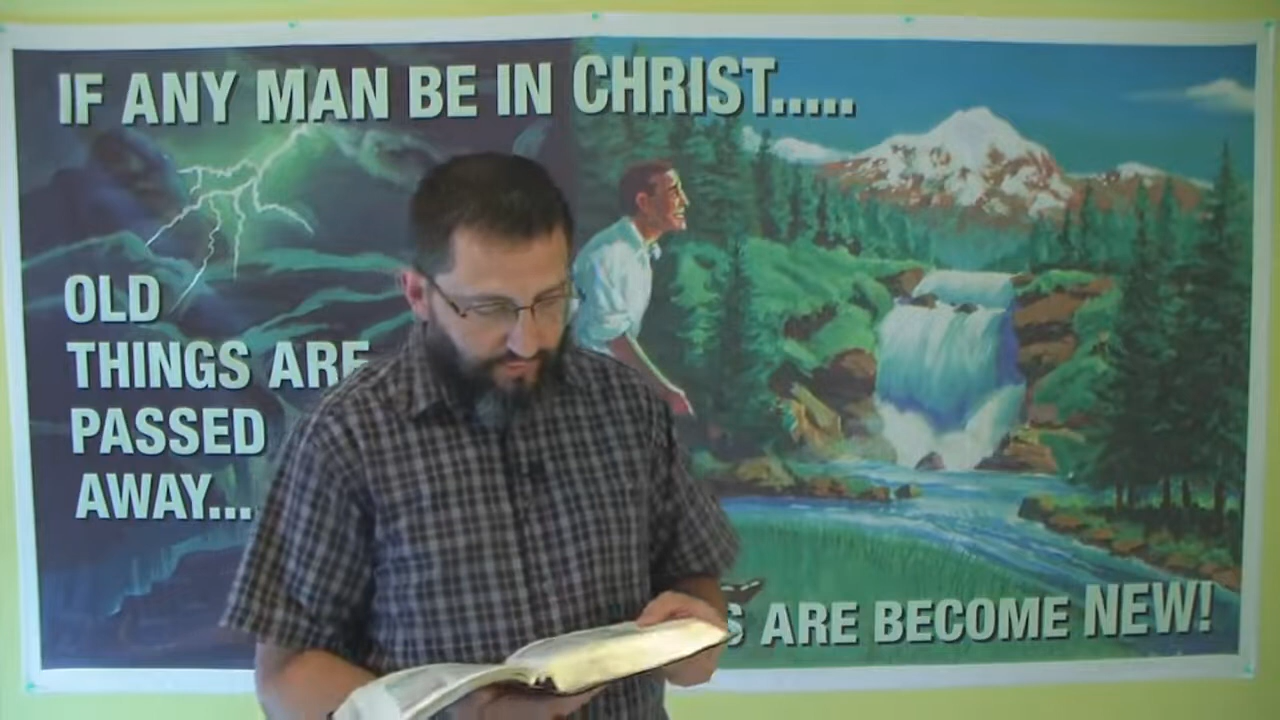 IF ANY MAN BE IN CHRIST.....
OLD
THINGS ARE
PASSED
AWAY...
S ARE BECOME NEW!